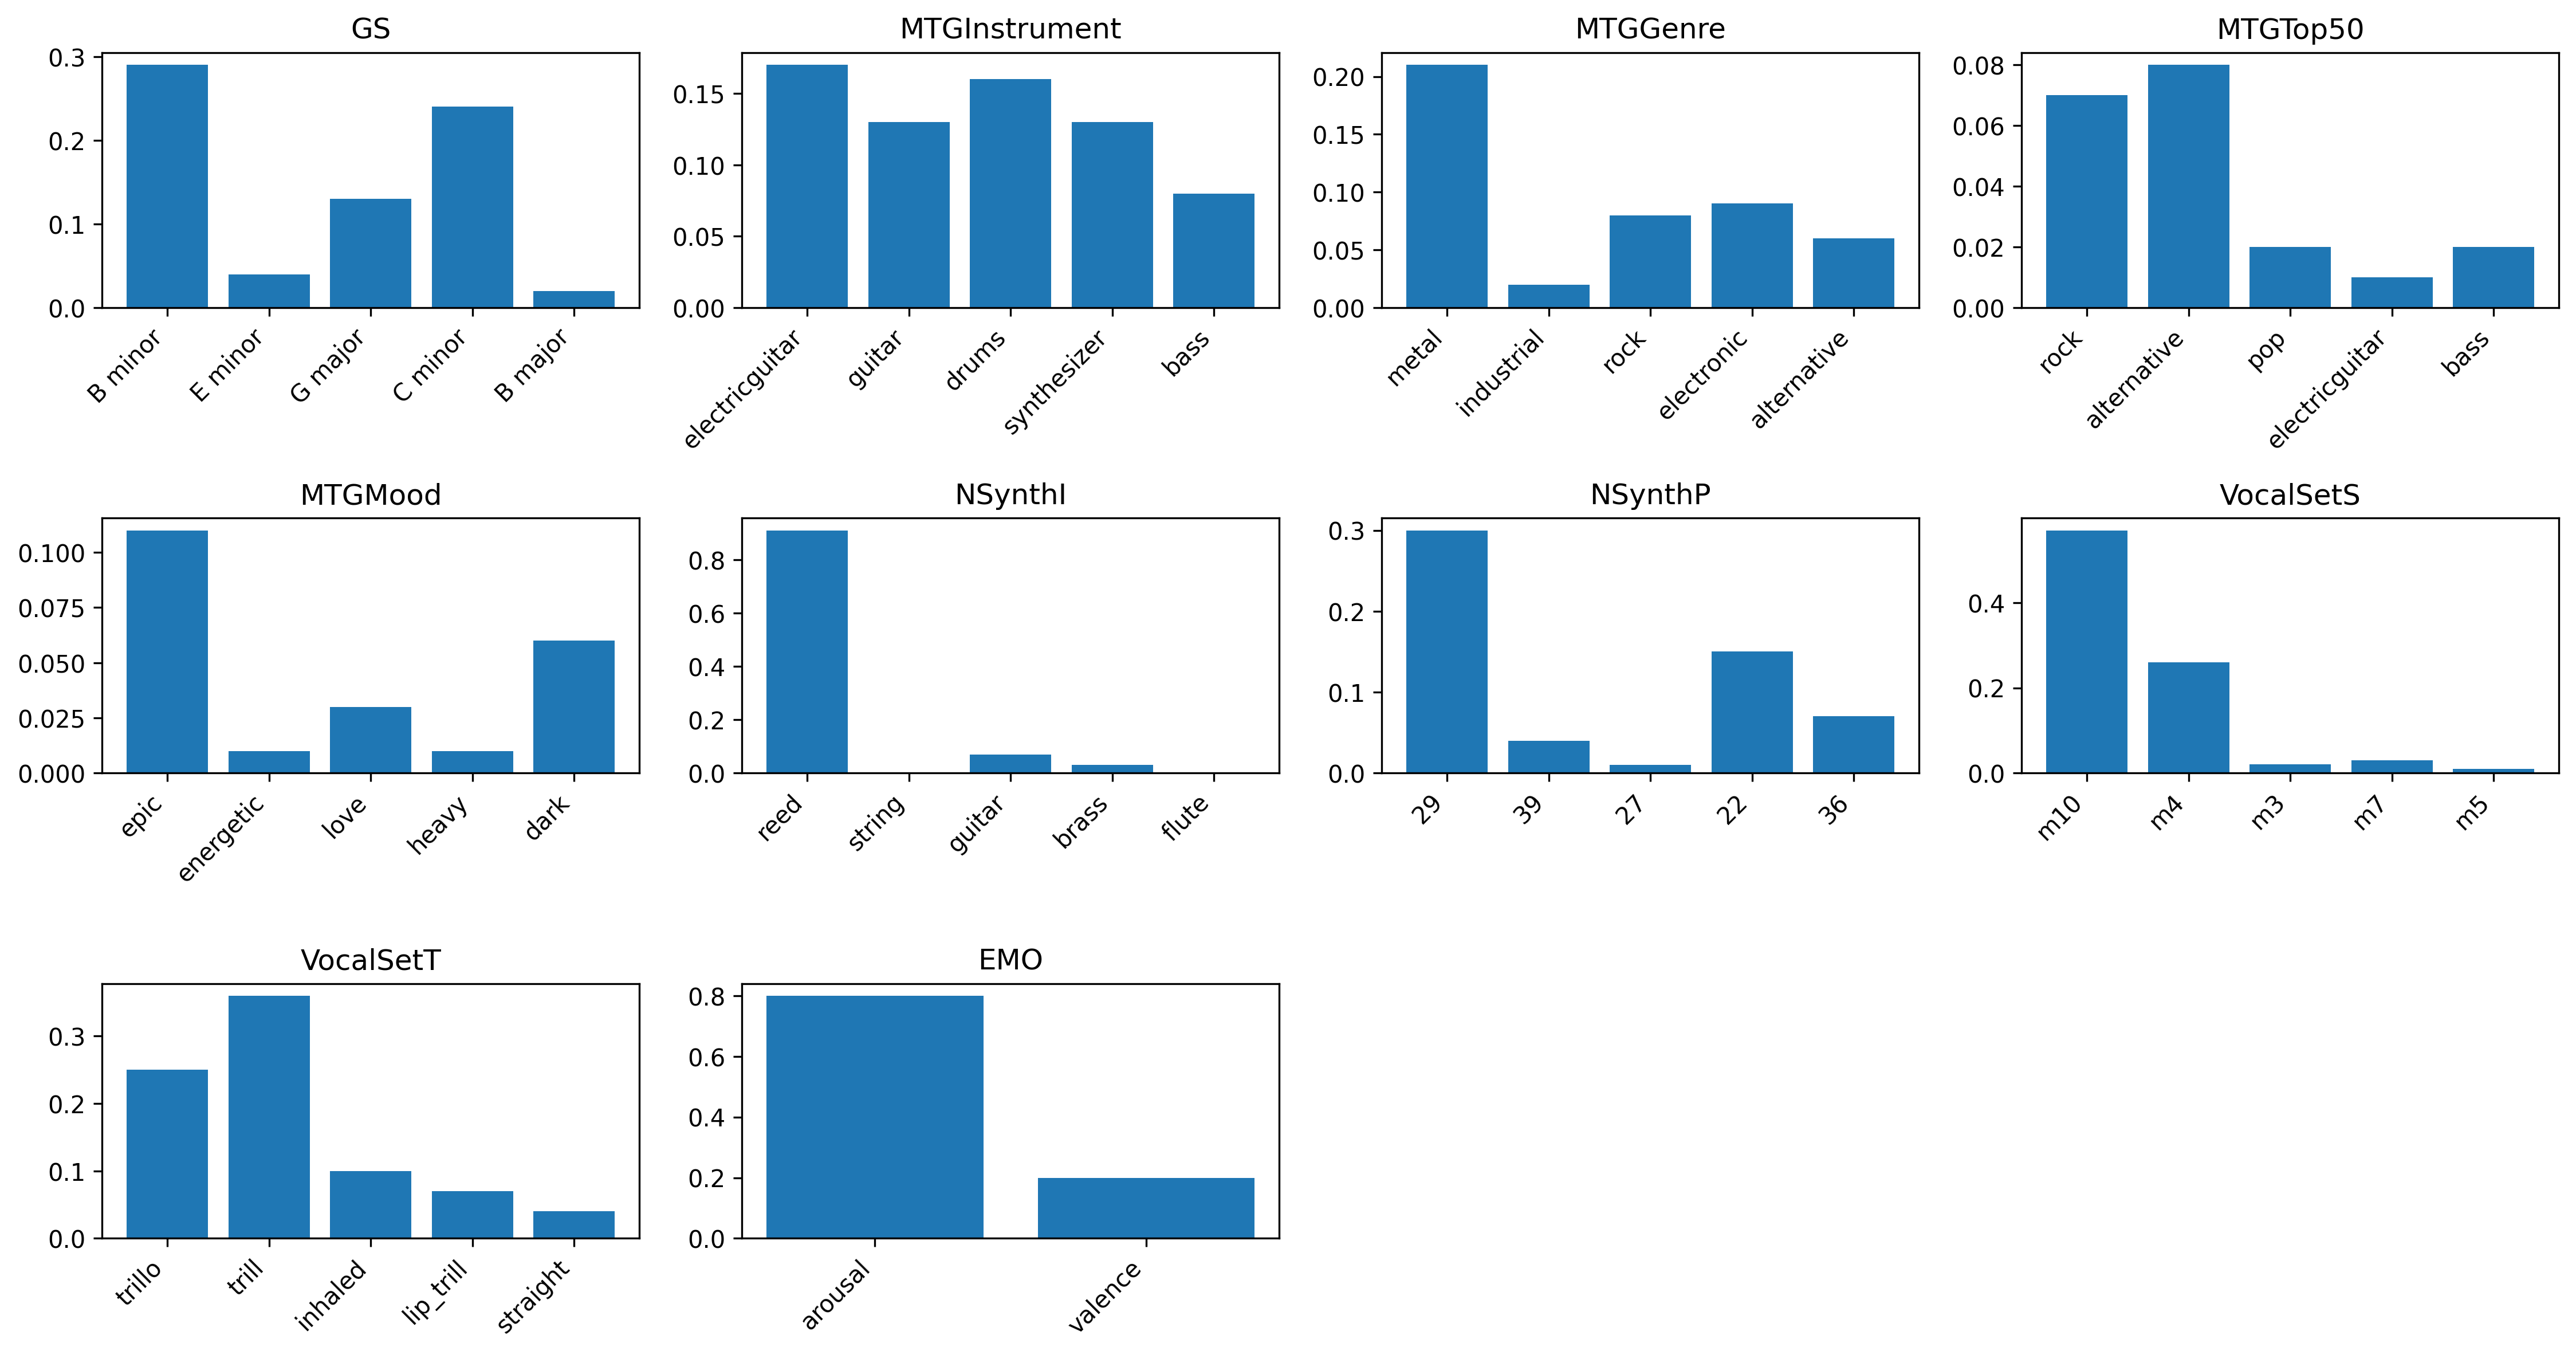 GS
0.3
0.2
0.1
0.0
B minor
E minor
G major
C minor
B major
MTGInstrument
0.15
0.10
0.05
0.00
electricguitar
guitar
drums
synthesizer
bass
MTGGenre
0.20
0.15
0.10
0.05
0.00
metal
industrial
rock
electronic
alternative
MTGTop50
0.08
0.06
0.04
0.02
0.00
rock
alternative
pop
electricguitar
bass
MTGMood
0.100
0.075
0.050
0.025
0.000
epic
energetic
love
heavy
dark
NSynthI
0.8
0.6
0.4
0.2
0.0
reed
string
guitar
brass
flute
NSynthP
0.3
0.2
0.1
0.0
29
39
27
22
36
VocalSetS
0.4
0.2
0.0
m10
m4
m3
m7
m5
VocalSetT
0.3
0.2
0.1
0.0
trillo
trill
inhaled
lip_trill
straight
EMO
0.8
0.6
0.4
0.2
0.0
arousal
valence